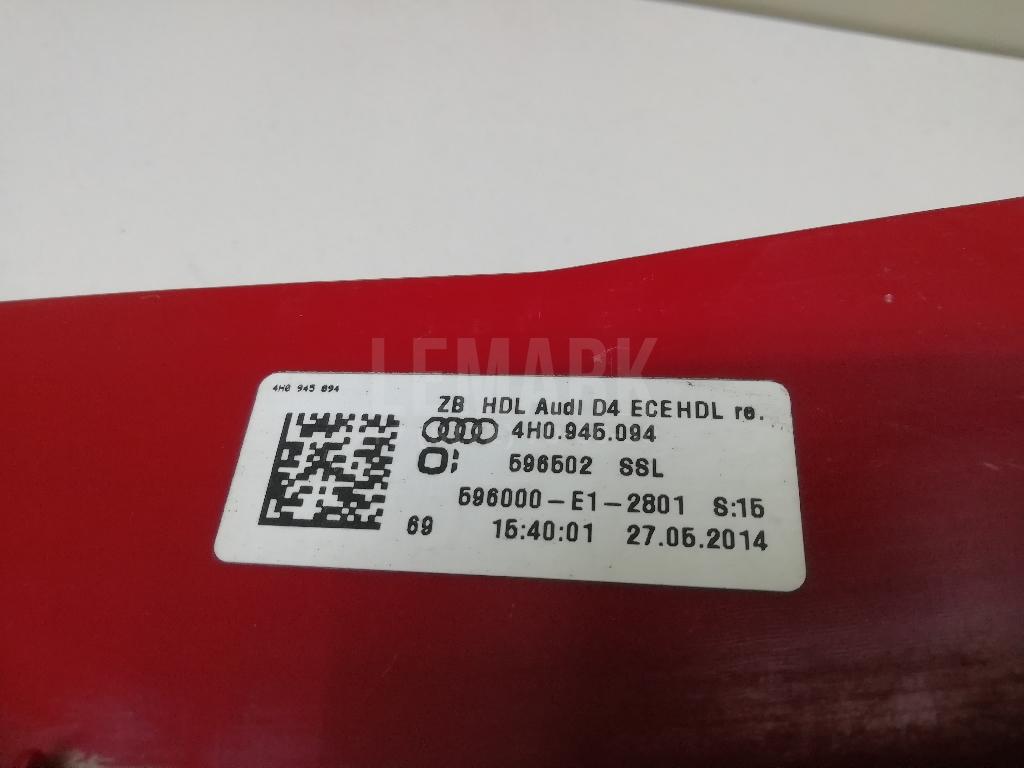 LEMARK
4H0 945 094
ZB HDL Audi D4 ECEHDL re.
4H0.945.094
O; 596502 SSL
596000-E1-2801 S:15
69 15:40:01 27.05.2014